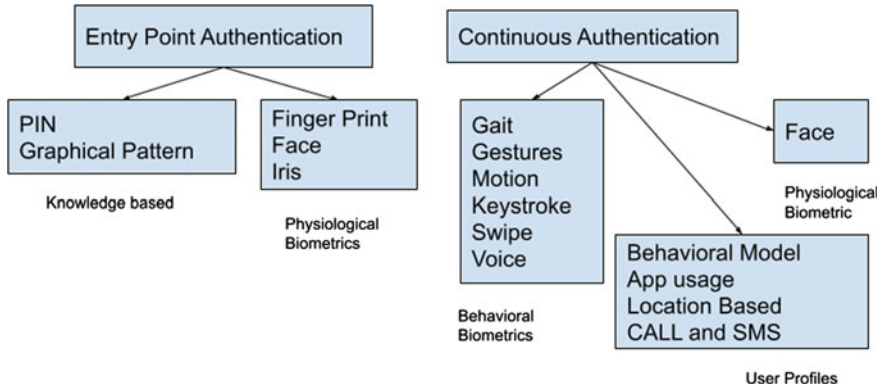 Entry Point Authentication
PIN
Graphical Pattern
Knowledge based
Finger Print
Face
Iris
Physiological
Biometrics
Continuous Authentication
Gait
Gestures
Motion
Keystroke
Swipe
Voice
Behavioral
Biometrics
Face
Physiological
Biometric
Behavioral Model
App usage
Location Based
CALL and SMS
User Profiles